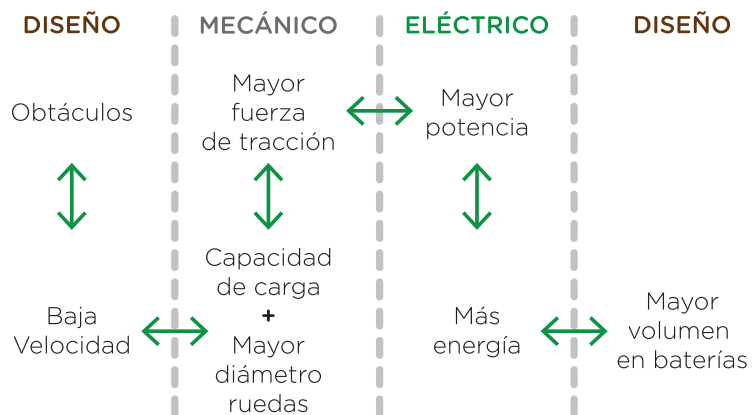 DISEÑO
MECÁNICO
ELÉCTRICO
DISEÑO
Obtáculos
Baja
Velocidad
Mayor
fuerza
de tracción
Capacidad
de carga
+
Mayor
diámetro
ruedas
Mayor
potencia
Más
energía
Mayor
volumen
en baterías